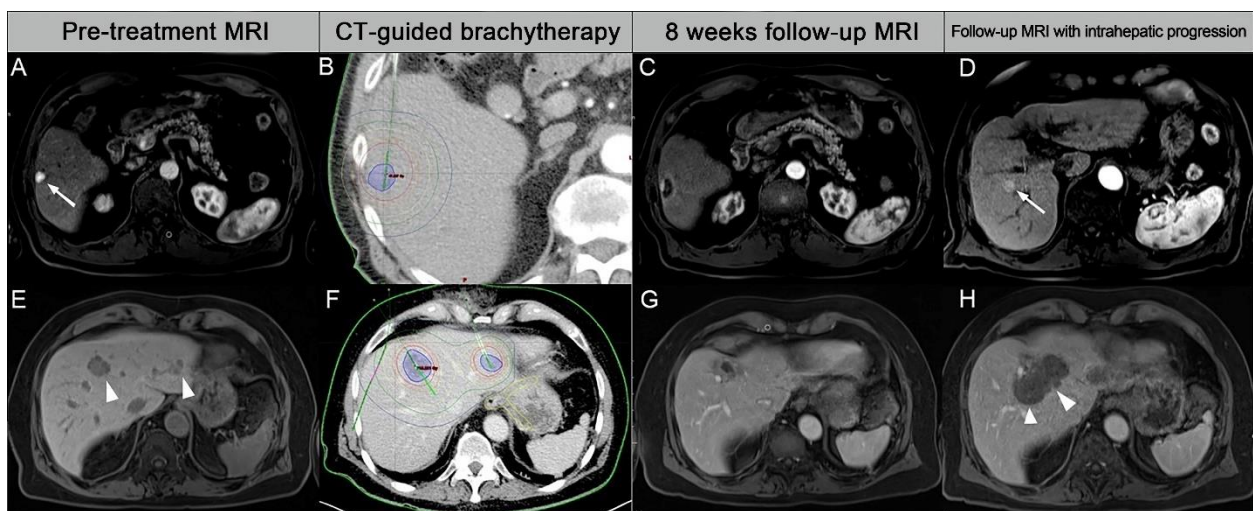 Pre-treatment MRI
CT-guided brachytherapy
8 weeks follow-up MRI
Follow-up MRI with intrahepatic progression
A
B
C
D
E
F
G
H